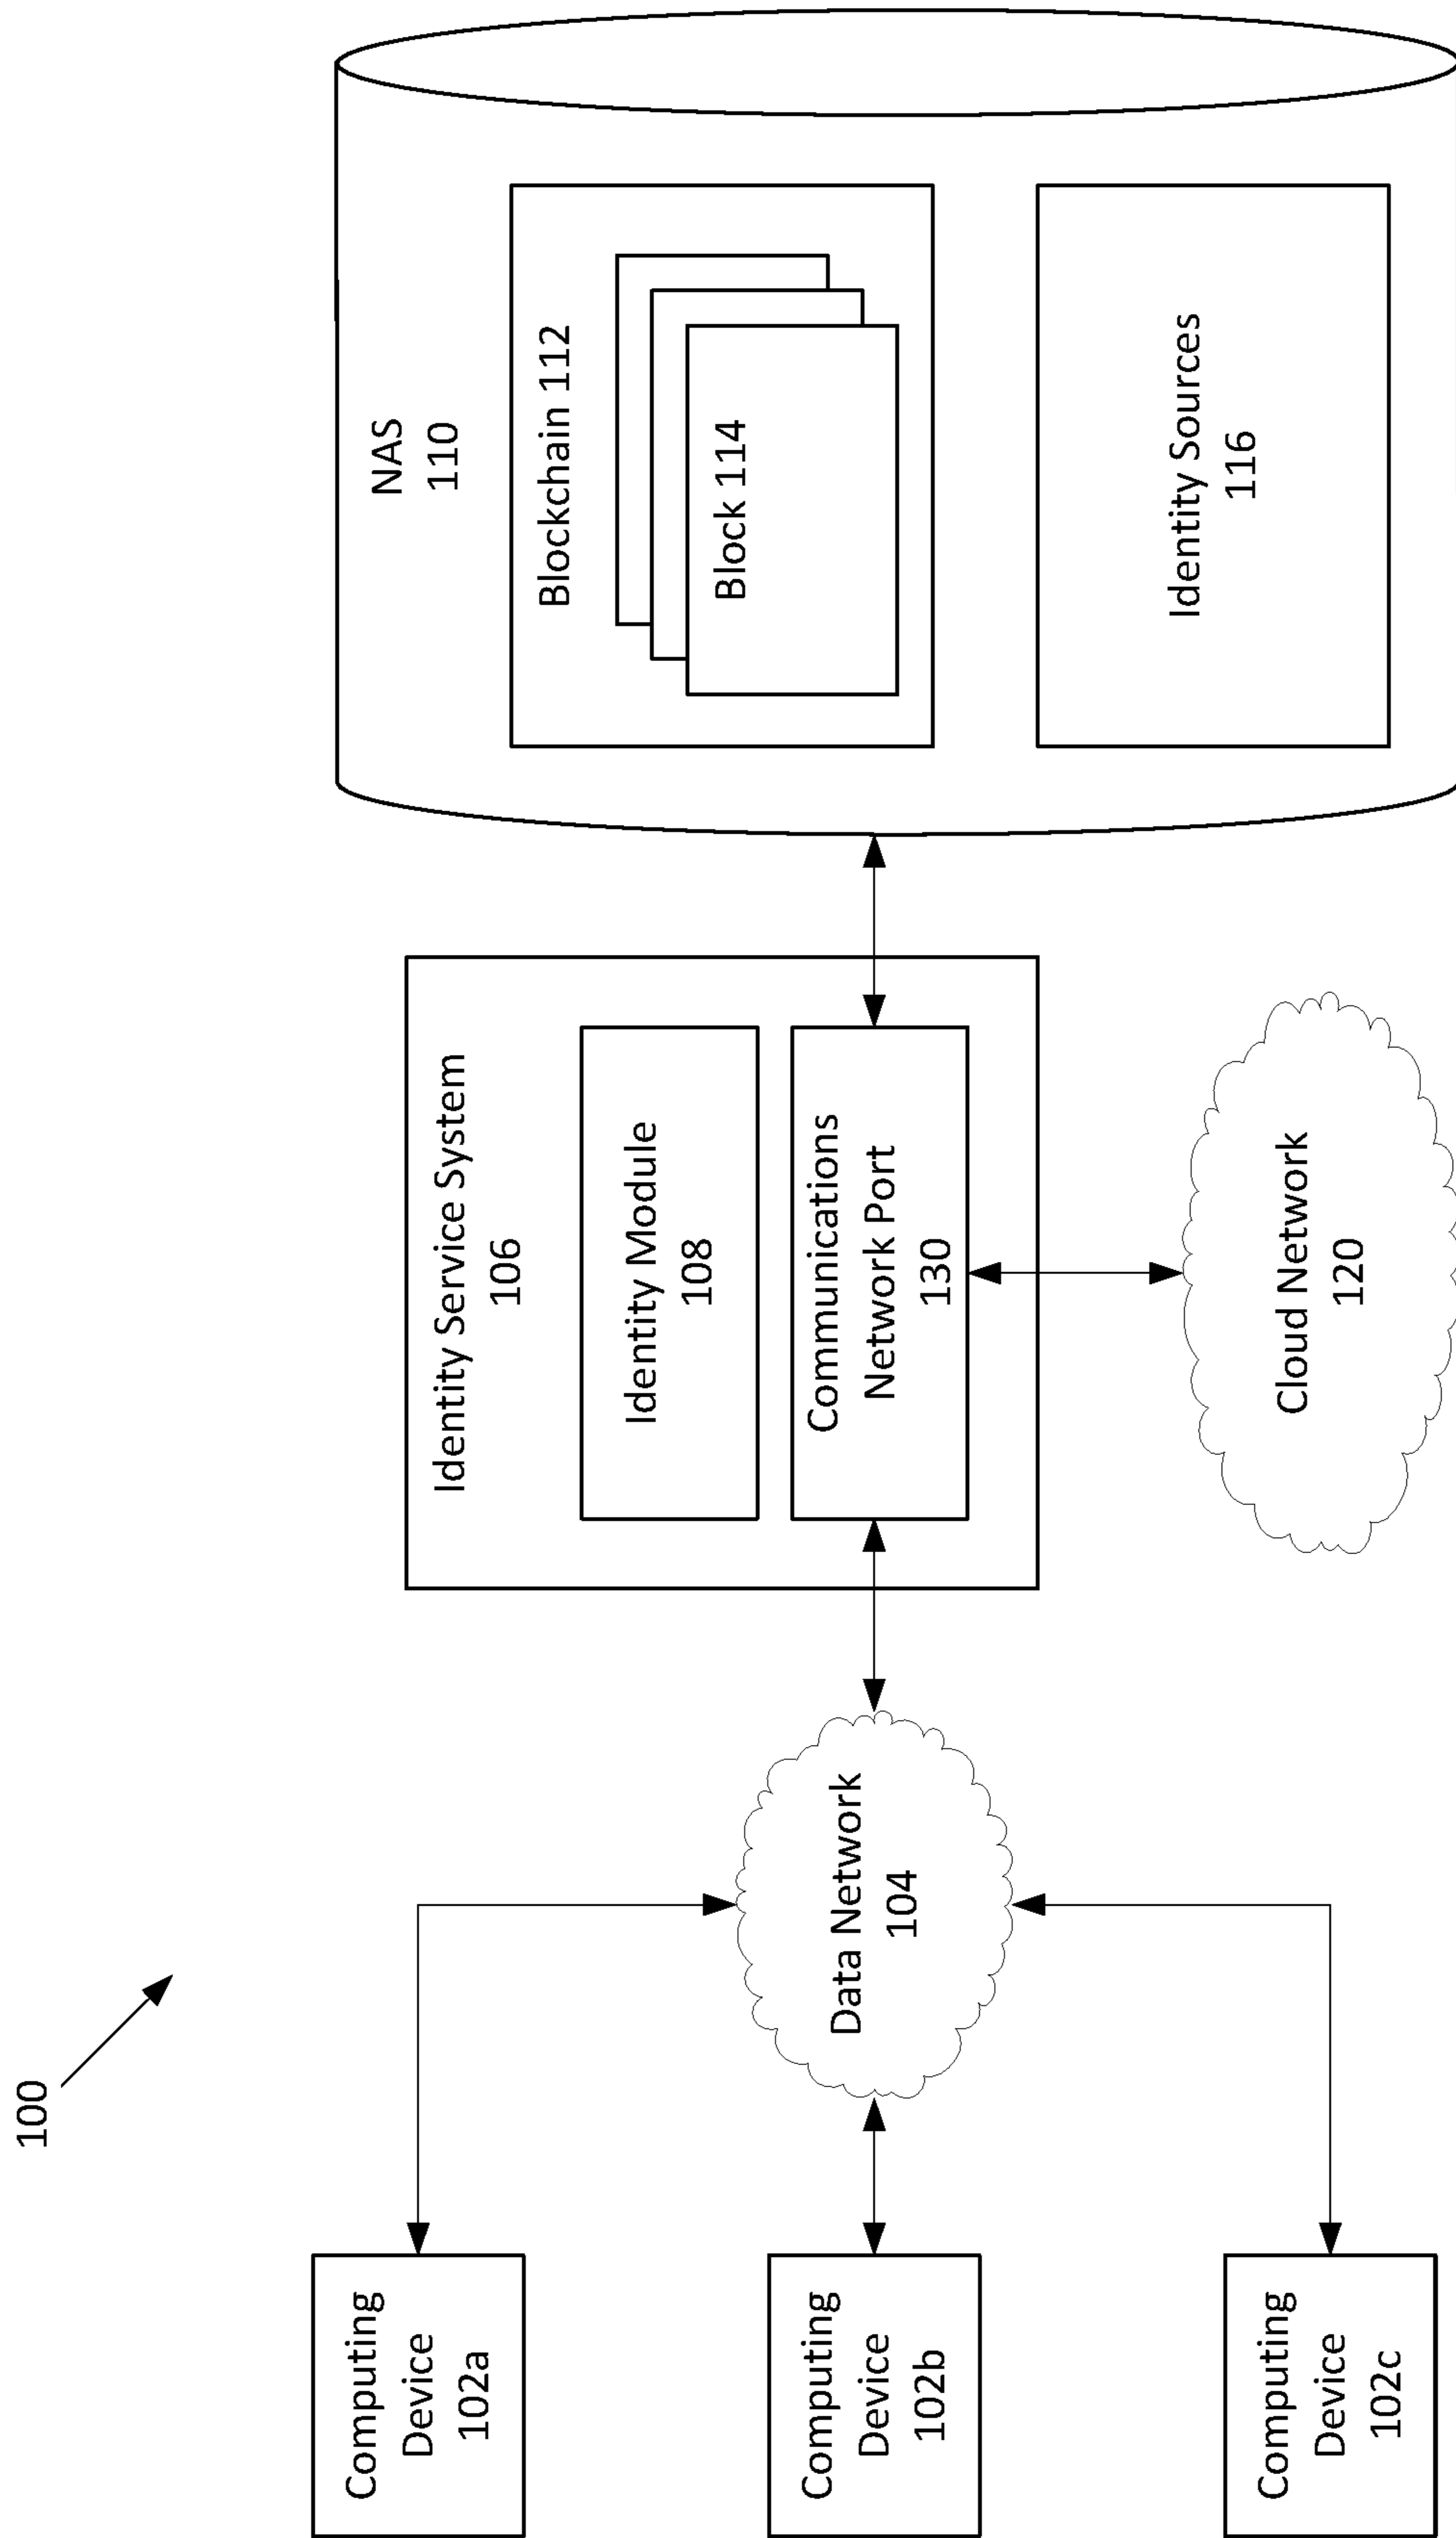 100
Computing
Device
102a
Computing
Device
102b
Computing
Device
102c
Data Network
104
Identity Service System
106
Identity Module
108
Communications
Network Port
130
Cloud Network
120
NAS
110
Blockchain 112
Block 114
Identity Sources
116